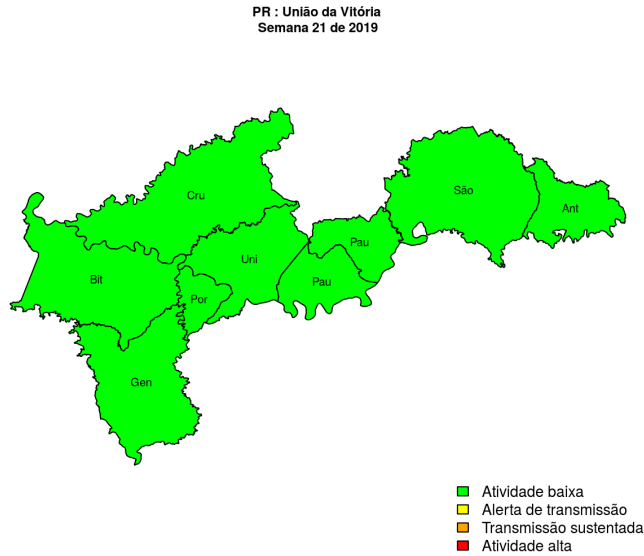 PR : União da Vitória
Semana 21 de 2019
Cru
São
Ant
Pau
Uni
Bit
Pau
Por
Gen
Atividade baixa
Alerta de transmissão
Transmissão sustentada
Atividade alta